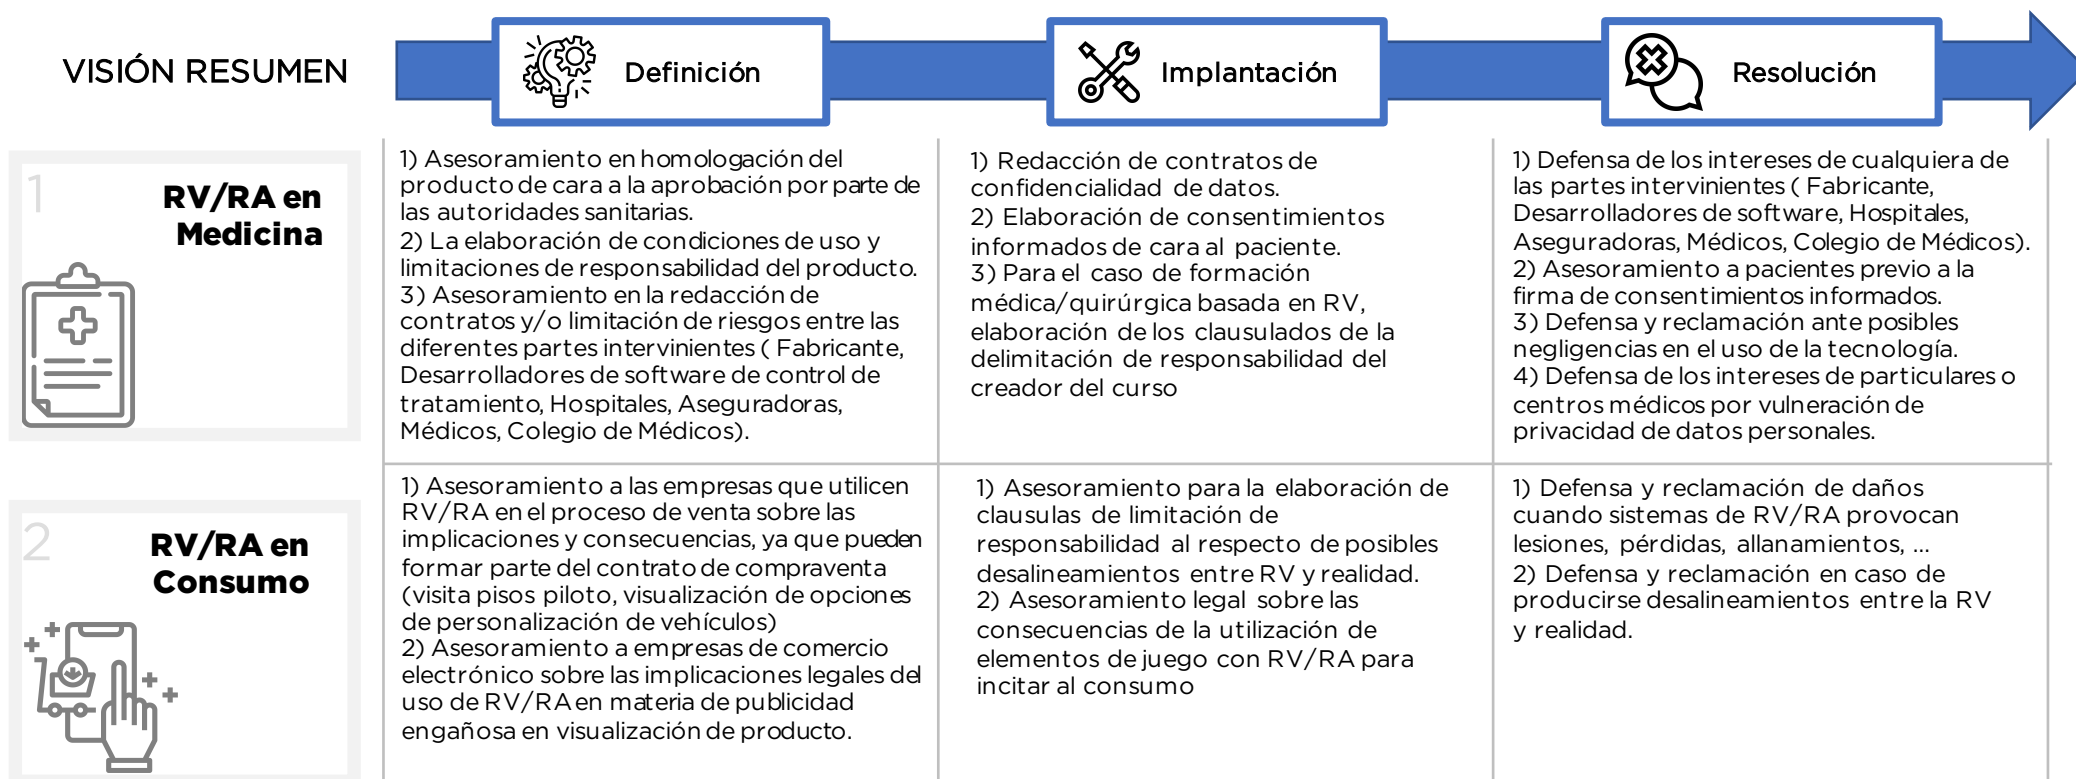 VISIÓN RESUMEN
Definición
Implantación
Resolución
1
RV/RA en
Medicina
1) Asesoramiento en homologación del
producto de cara a la aprobación por parte de
las autoridades sanitarias.
2) La elaboración de condiciones de uso y
limitaciones de responsabilidad del producto.
3) Asesoramiento en la redacción de
contratos y/o limitación de riesgos entre las
diferentes partes intervinientes ( Fabricante,
Desarrolladores de software de control de
tratamiento, Hospitales, Aseguradoras,
Médicos, Colegio de Médicos).
1) Redacción de contratos de
confidencialidad de datos.
2) Elaboración de consentimientos
informados de cara al paciente.
3) Para el caso de formación
médica/quirúrgica basada en RV,
elaboración de los clausulados de la
delimitación de responsabilidad del
creador del curso
1) Defensa de los intereses de cualquiera de
las partes intervinientes ( Fabricante,
Desarrolladores de software, Hospitales,
Aseguradoras, Médicos, Colegio de Médicos).
2) Asesoramiento a pacientes previo a la
firma de consentimientos informados.
3) Defensa y reclamación ante posibles
negligencias en el uso de la tecnología.
4) Defensa de los intereses de particulares o
centros médicos por vulneración de
privacidad de datos personales.
2
RV/RA en
Consumo
1) Asesoramiento a las empresas que utilicen
RV/RA en el proceso de venta sobre las
implicaciones y consecuencias, ya que pueden
formar parte del contrato de compraventa
(visita pisos piloto, visualización de opciones
de personalización de vehículos)
2) Asesoramiento a empresas de comercio
electrónico sobre las implicaciones legales del
uso de RV/RA en materia de publicidad
engañosa en visualización de producto.
1) Asesoramiento para la elaboración de
clausulas de limitación de
responsabilidad al respecto de posibles
desalineamientos entre RV y realidad.
2) Asesoramiento legal sobre las
consecuencias de la utilización de
elementos de juego con RV/RA para
incitar al consumo
1) Defensa y reclamación de daños
cuando sistemas de RV/RA provocan
lesiones, pérdidas, allanamientos, ...
2) Defensa y reclamación en caso de
producirse desalineamientos entre la RV
y realidad.